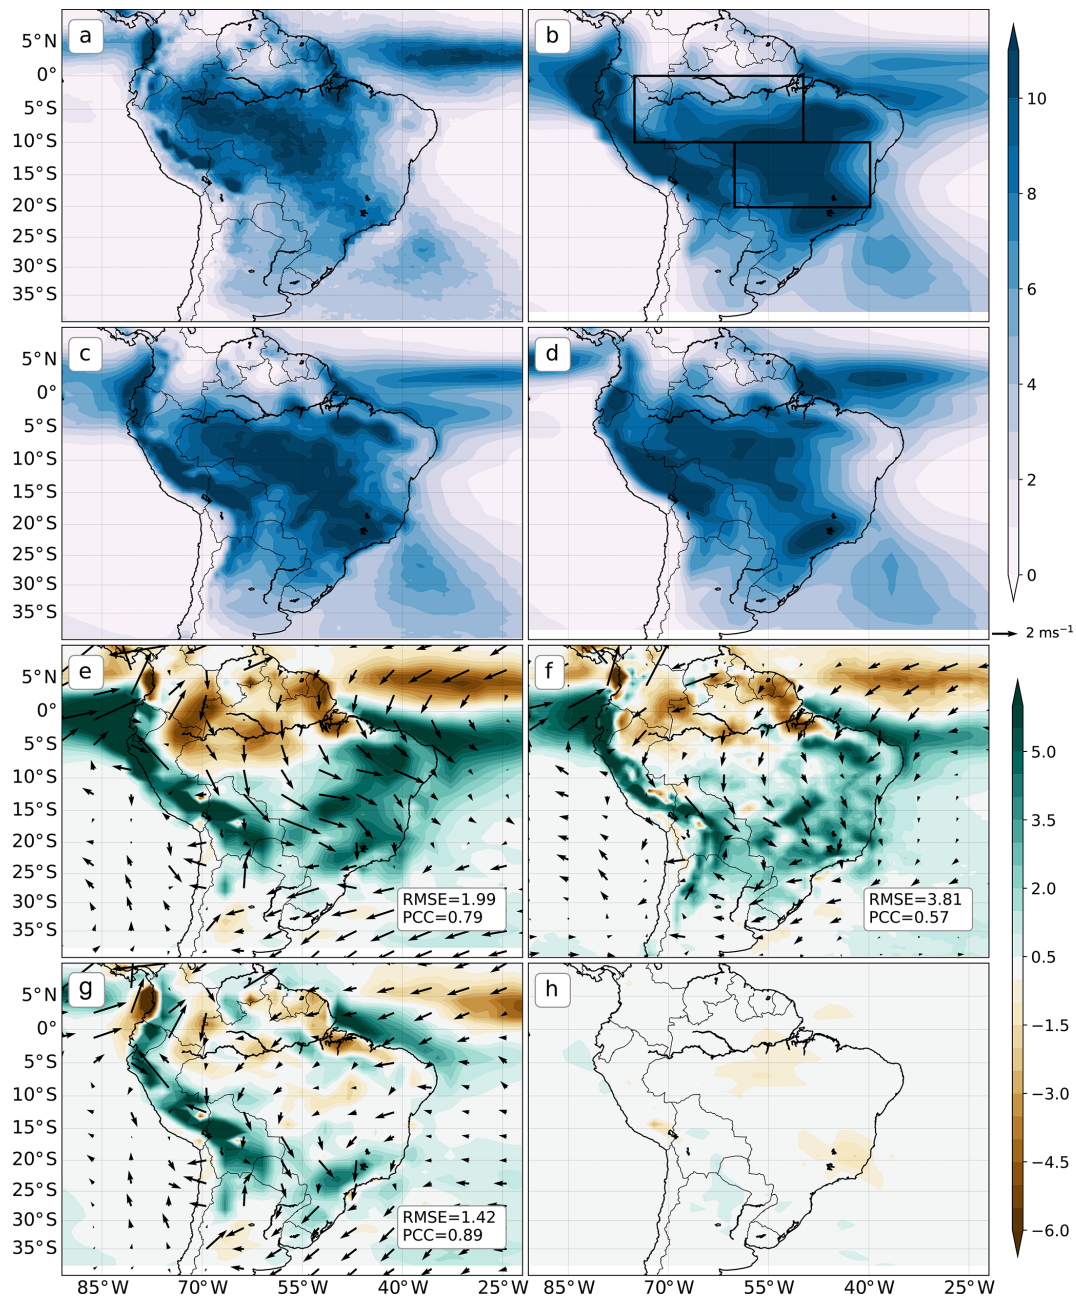 a
b
5°N
0°
5°S
10°S
15°S
20°S
25°S
30°S
35°S
10
8
6
4
2
0
c
d
5°N
0°
5°S
10°S
15°S
20°S
25°S
30°S
35°S
2 ms⁻¹
e
f
5°N
0°
5°S
10°S
15°S
20°S
25°S
30°S
35°S
RMSE=1.99
PCC=0.79
RMSE=3.81
PCC=0.57
5.0
3.5
2.0
0.5
−1.5
−3.0
−4.5
−6.0
g
h
5°N
0°
5°S
10°S
15°S
20°S
25°S
30°S
35°S
RMSE=1.42
PCC=0.89
85°W 70°W 55°W 40°W 25°W 85°W 70°W 55°W 40°W 25°W